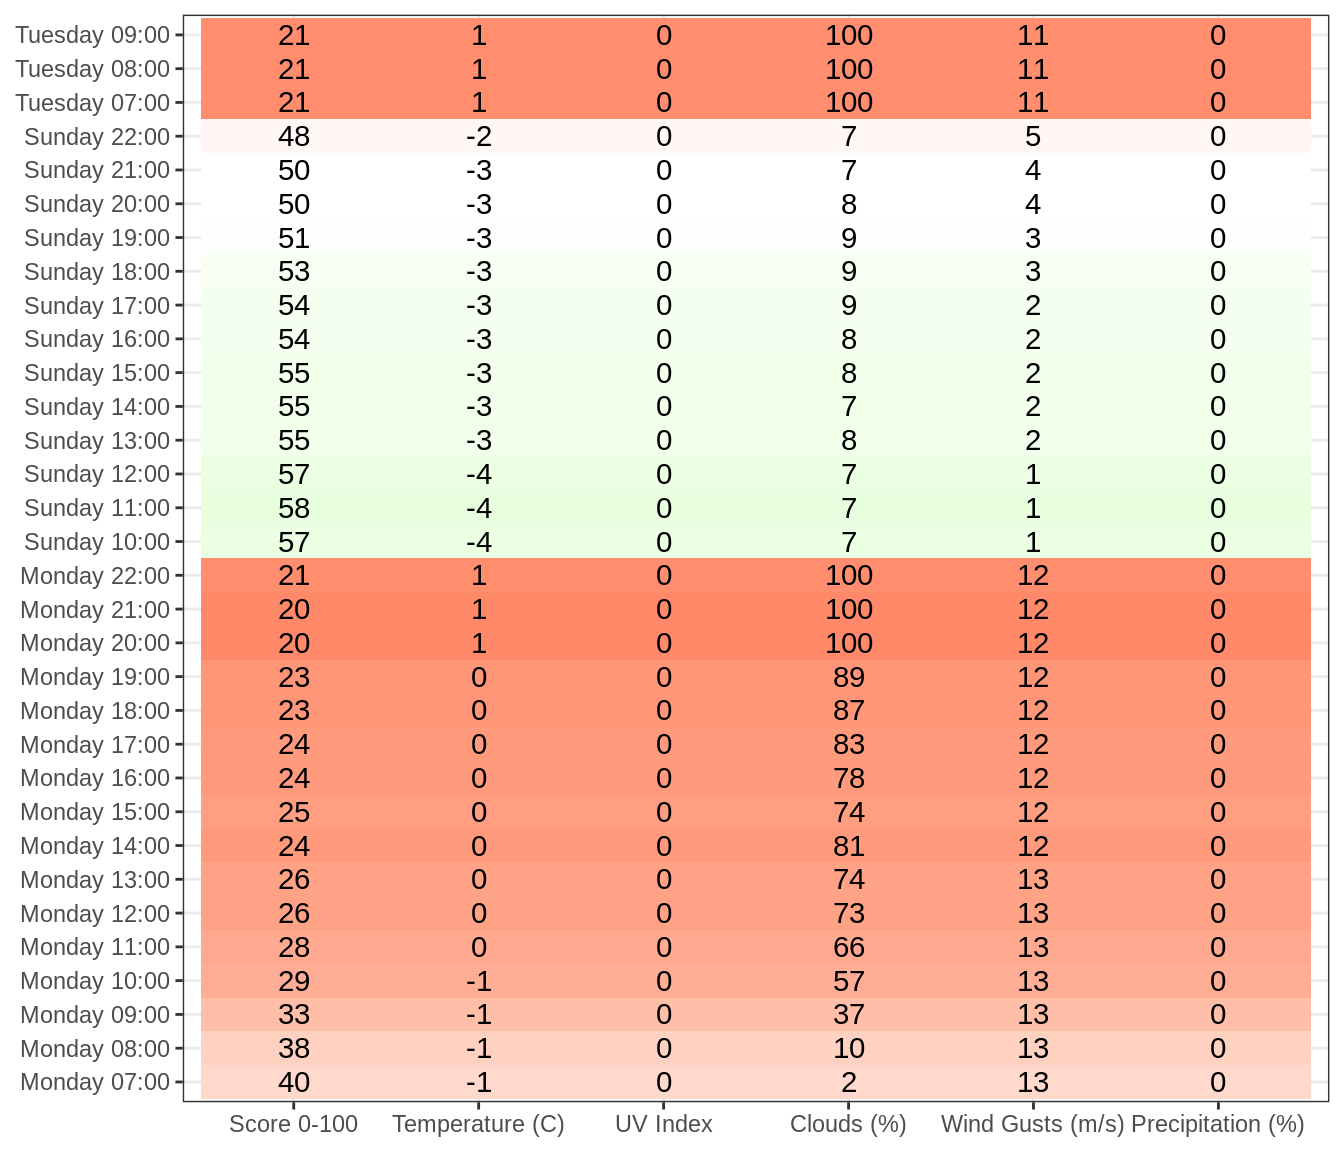 Tuesday 09:00 21 1 0 100 11 0
Tuesday 08:00 21 1 0 100 11 0
Tuesday 07:00 21 1 0 100 11 0
Sunday 22:00 48 -2 0 7 5 0
Sunday 21:00 50 -3 0 7 4 0
Sunday 20:00 50 -3 0 8 4 0
Sunday 19:00 51 -3 0 9 3 0
Sunday 18:00 53 -3 0 9 3 0
Sunday 17:00 54 -3 0 9 2 0
Sunday 16:00 54 -3 0 8 2 0
Sunday 15:00 55 -3 0 8 2 0
Sunday 14:00 55 -3 0 7 2 0
Sunday 13:00 55 -3 0 8 2 0
Sunday 12:00 57 -4 0 7 1 0
Sunday 11:00 58 -4 0 7 1 0
Sunday 10:00 57 -4 0 7 1 0
Monday 22:00 21 1 0 100 12 0
Monday 21:00 20 1 0 100 12 0
Monday 20:00 20 1 0 100 12 0
Monday 19:00 23 0 0 89 12 0
Monday 18:00 23 0 0 87 12 0
Monday 17:00 24 0 0 83 12 0
Monday 16:00 24 0 0 78 12 0
Monday 15:00 25 0 0 74 12 0
Monday 14:00 24 0 0 81 12 0
Monday 13:00 26 0 0 74 13 0
Monday 12:00 26 0 0 73 13 0
Monday 11:00 28 0 0 66 13 0
Monday 10:00 29 -1 0 57 13 0
Monday 09:00 33 -1 0 37 13 0
Monday 08:00 38 -1 0 10 13 0
Monday 07:00 40 -1 0 2 13 0
Score 0-100 Temperature (C) UV Index Clouds (%) Wind Gusts (m/s) Precipitation (%)